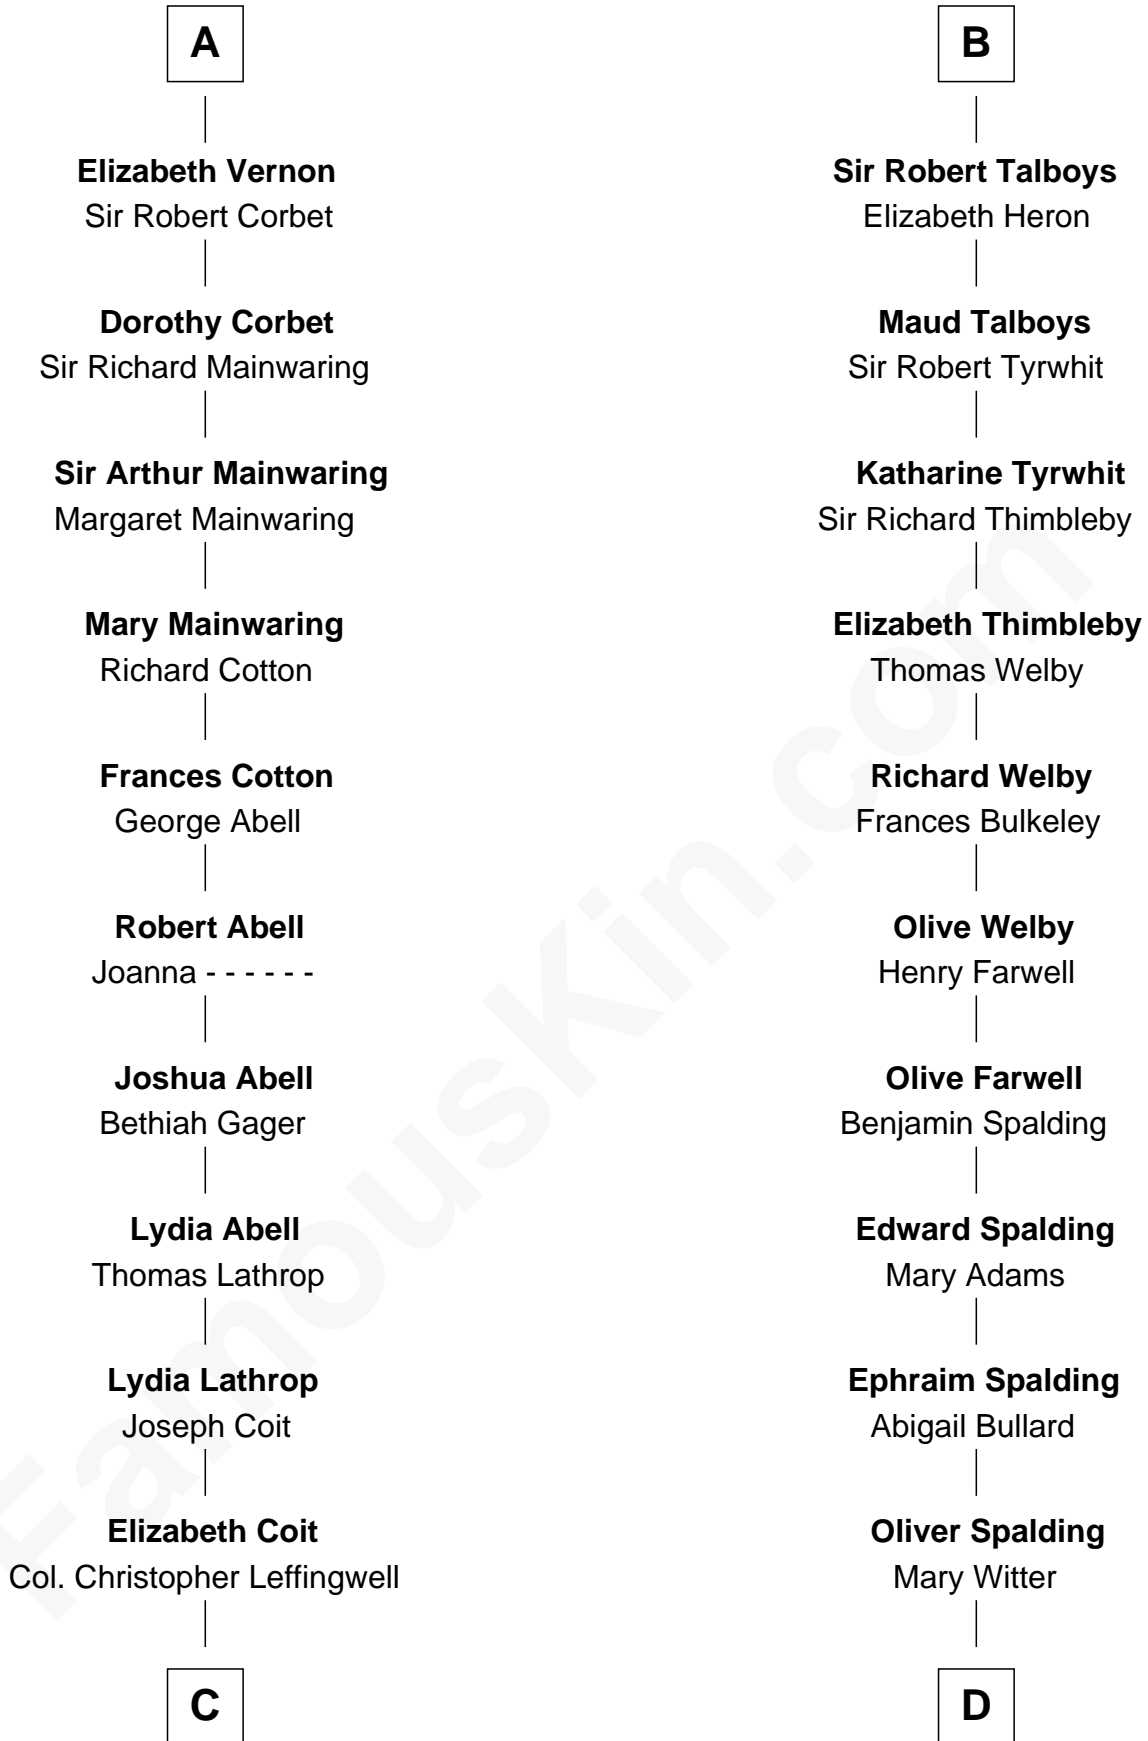 A
Elizabeth Vernon
Sir Robert Corbet
Dorothy Corbet
Sir Richard Mainwaring
Sir Arthur Mainwaring
Margaret Mainwaring
Mary Mainwaring
Richard Cotton
Frances Cotton
George Abell
Robert Abell
Joanna - - - - - -
Joshua Abell
Bethiah Gager
Lydia Abell
Thomas Lathrop
Lydia Lathrop
Joseph Coit
Elizabeth Coit
Col. Christopher Leffingwell
C
B
Sir Robert Talboys
Elizabeth Heron
Maud Talboys
Sir Robert Tyrwhit
Katharine Tyrwhit
Sir Richard Thimbleby
Elizabeth Thimbleby
Thomas Welby
Richard Welby
Frances Bulkeley
Olive Welby
Henry Farwell
Olive Farwell
Benjamin Spalding
Edward Spalding
Mary Adams
Ephraim Spalding
Abigail Bullard
Oliver Spalding
Mary Witter
D
FamousKin.com